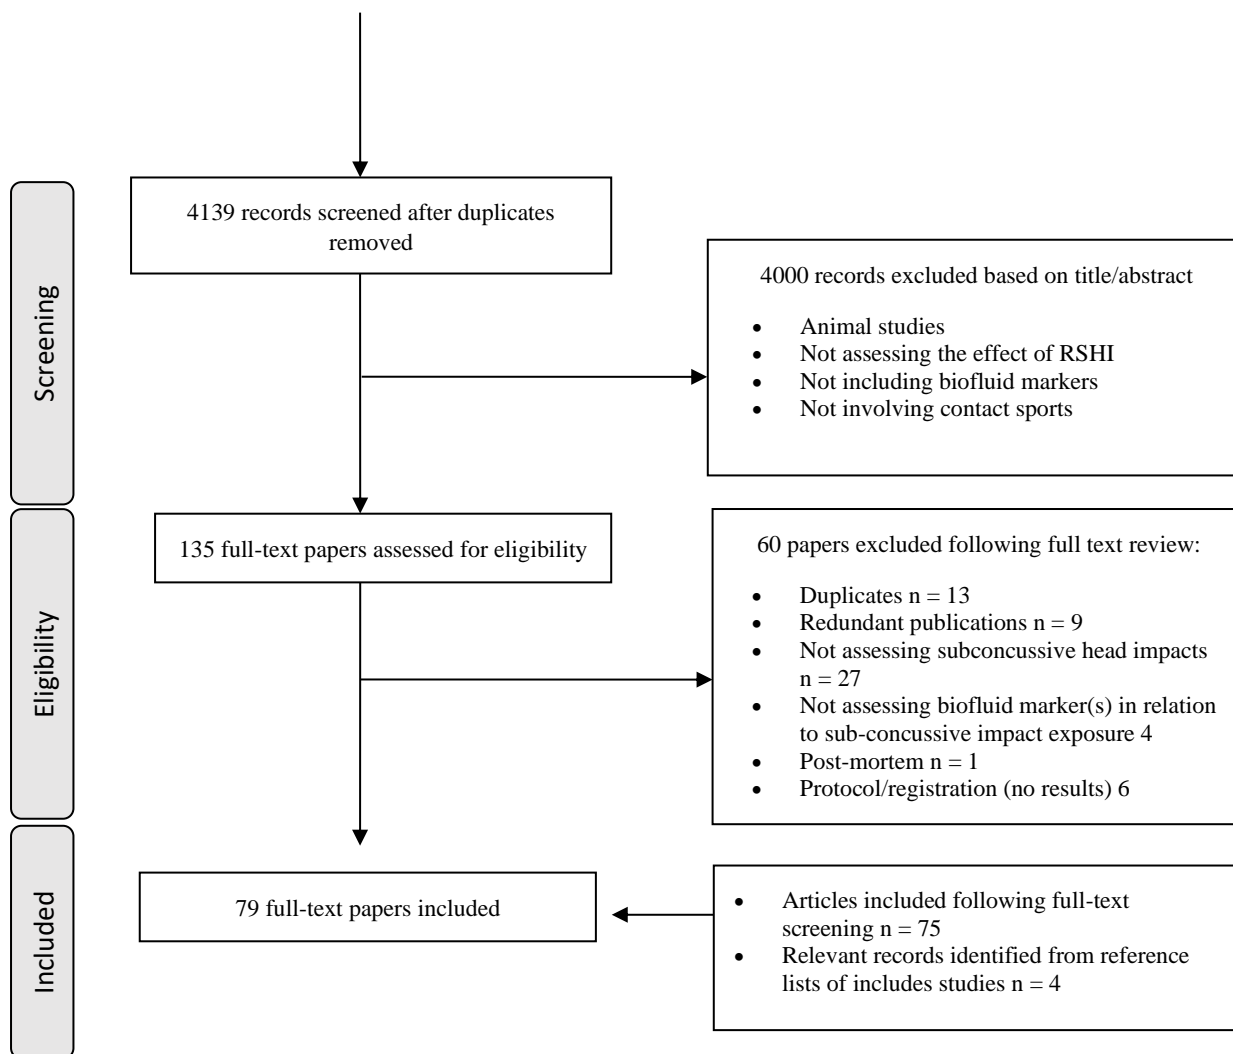 4139 records screened after duplicates
removed
4000 records excluded based on title/abstract
• Animal studies
• Not assessing the effect of RSHI
• Not including biofluid markers
• Not involving contact sports
Screening
135 full-text papers assessed for eligibility
60 papers excluded following full text review:
• Duplicates n = 13
• Redundant publications n = 9
• Not assessing subconcussive head impacts
n = 27
• Not assessing biofluid marker(s) in relation
to sub-concussive impact exposure 4
• Post-mortem n = 1
• Protocol/registration (no results) 6
Eligibility
79 full-text papers included
• Articles included following full-text
screening n = 75
• Relevant records identified from reference
lists of includes studies n = 4
Included